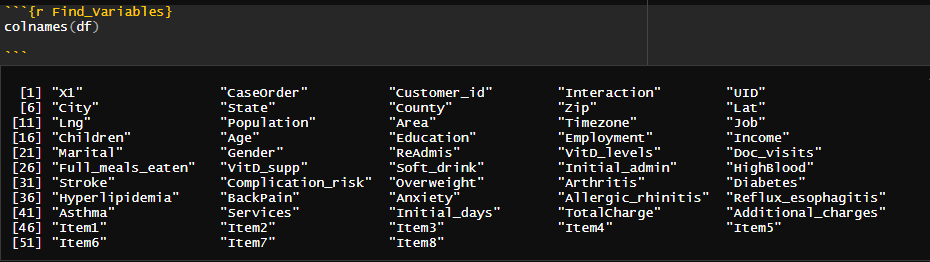 ```{r Find_Variables}
colnames(df)
```
[1] "X1" "CaseOrder" "Customer_id" "Interaction" "UID"
[6] "City" "State" "County" "Zip" "Lat"
[11] "Lng" "Population" "Area" "Timezone" "Job"
[16] "Children" "Age" "Education" "Employment" "Income"
[21] "Marital" "Gender" "ReAdmis" "VitD_levels" "Doc_visits"
[26] "Full_meals_eaten" "VitD_supp" "Soft_drink" "Initial_admin" "HighBlood"
[31] "Stroke" "Complication_risk" "Overweight" "Arthritis" "Diabetes"
[36] "Hyperlipidemia" "BackPain" "Anxiety" "Allergic_rhinitis" "Reflux_esophagitis"
[41] "Asthma" "Services" "Initial_days" "TotalCharge" "Additional_charges"
[46] "Item1" "Item2" "Item3" "Item4" "Item5"
[51] "Item6" "Item7" "Item8"